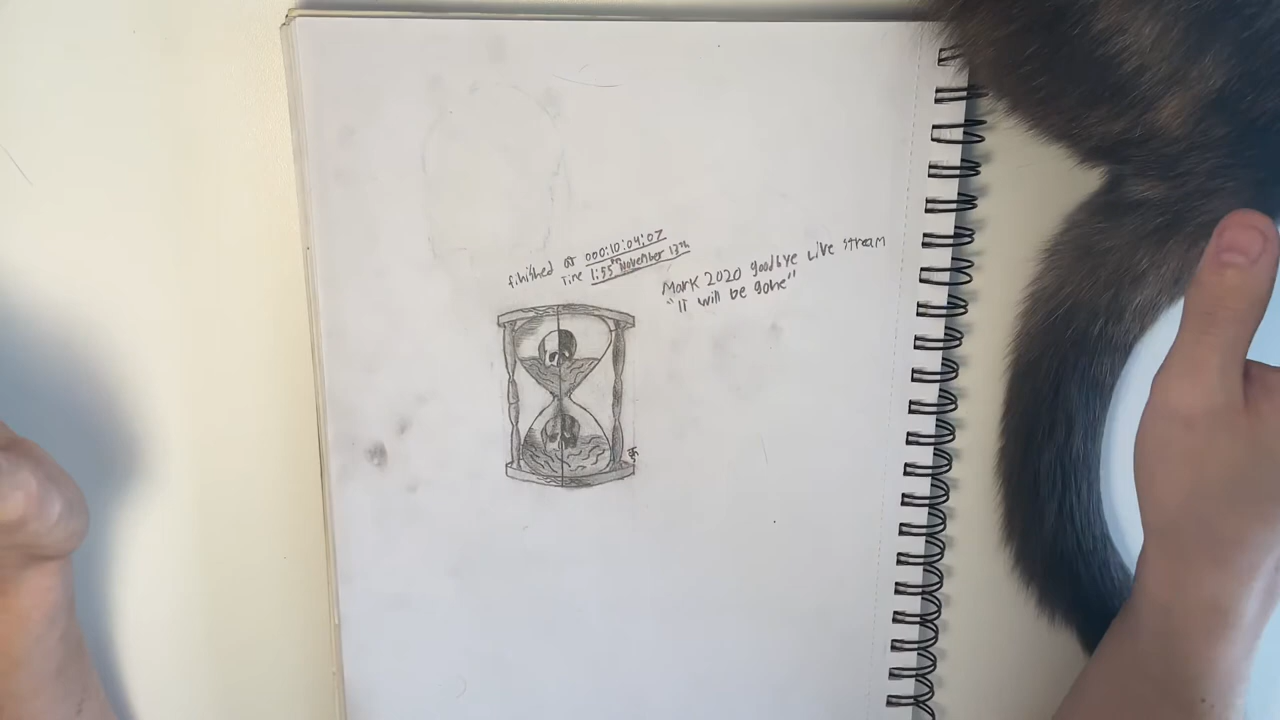 finished at 000:10:04:07
Time 1:55 pm November 13th
Mark 2020 goodbye live stream
"it will be gone"